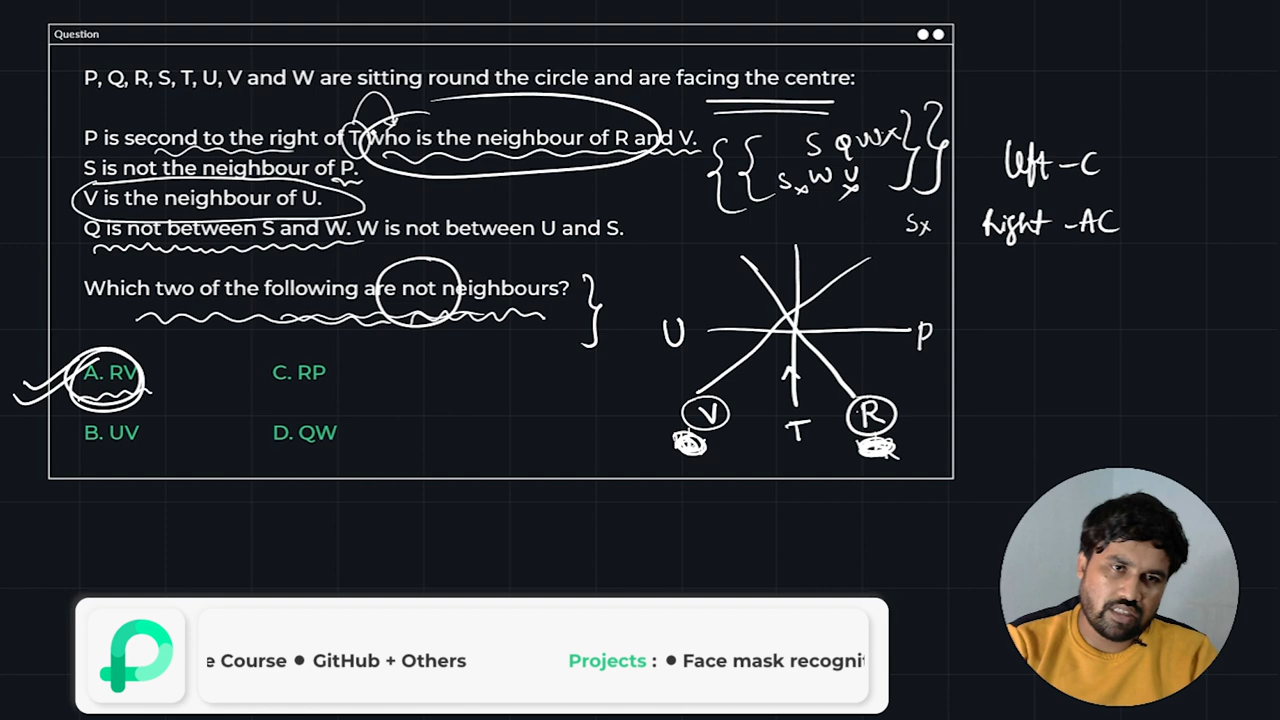 Question
P, Q, R, S, T, U, V and W are sitting round the circle and are facing the centre:
P is second to the right of T who is the neighbour of R and V.
S is not the neighbour of P.
V is the neighbour of U.
Q is not between S and W. W is not between U and S.
Which two of the following are not neighbours?
A. RV
C. RP
B. UV
D. QW
{ { S Q W x } }
S x W U x
S x
left - C
Right - AC
U
P
V
T
R
e Course ● GitHub + Others
Projects : ● Face mask recogni